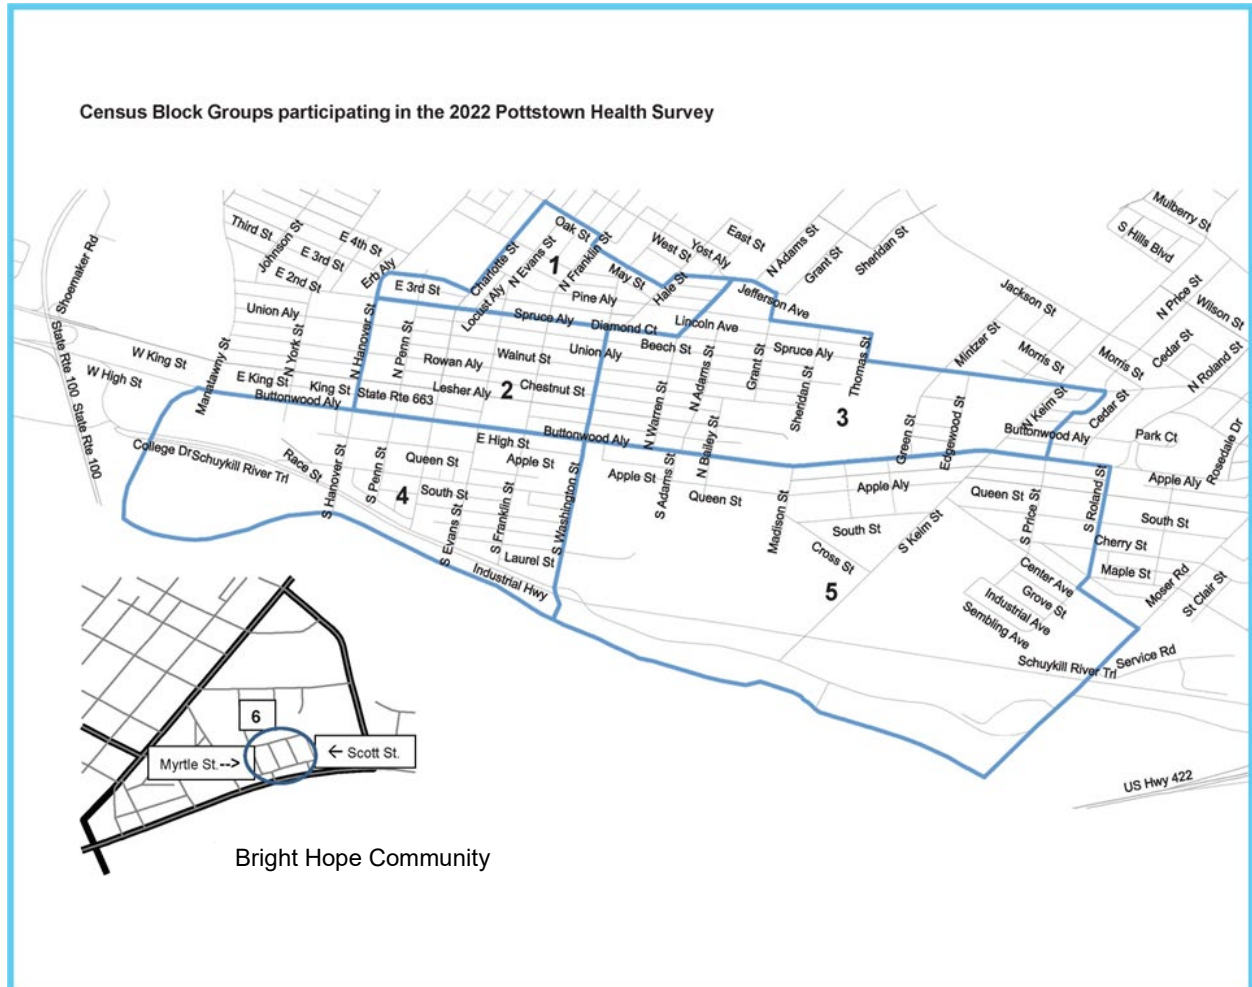 Census Block Groups participating in the 2022 Pottstown Health Survey
Shoemaker Rd
State Rte 100
State Rte 100
W King St
W High St
Manatawny St
Third St
Johnson St
E 4th St
E 3rd St
E 2nd St
Erb Aly
Union Aly
N York St
E King St
King St
Buttonwood Aly
N Hanover St
E 3rd St
N Penn St
State Rte 663
Charlotte St
Locust Aly
N Evans St
Oak St
1
N Franklin St
May St
Pine Aly
Spruce Aly
Diamond Ct
Hale St
West St
Yost Aly
East St
N Adams St
Grant St
Sheridan St
Jefferson Ave
Lincoln Ave
Rowan Aly
Walnut St
Union Aly
Lesher Aly
2
Chestnut St
Beech St
N Warren St
N Adams St
N Bailey St
Grant St
Spruce Aly
Sheridan St
Thomas St
3
Green St
Edgewood St
Mintzer St
Jackson St
Morris St
Morris St
N Keim St
Cedar St
Cedar St
Buttonwood Aly
Mulberry St
S Hills Blvd
N Price St
Wilson St
N Roland St
Park Ct
Rosedale Dr
College Dr
Schuykill River Trl
Race St
S Hanover St
S Penn St
Queen St
4
South St
S Evans St
E High St
Apple St
S Franklin St
Laurel St
Industrial Hwy
S Washington St
Buttonwood Aly
Apple St
S Adams St
Queen St
Madison St
Apple Aly
South St
Cross St
5
S Keim St
Queen St
S Price St
S Roland St
Apple Aly
South St
Cherry St
Maple St
Moser Rd
St Clair St
Center Ave
Grove St
Industrial Ave
Sembling Ave
Schuykill River Trl
Service Rd
US Hwy 422
6
Myrtle St.-->
← Scott St.
Bright Hope Community